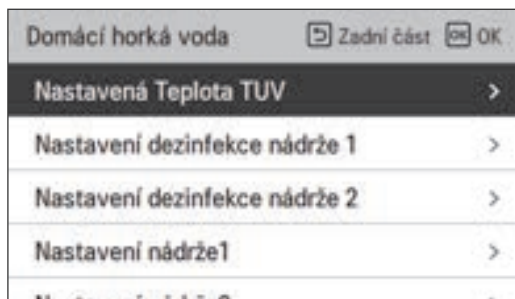 Domácí horká voda Zadní část OK OK
Nastavená Teplota TUV
Nastavení dezinfekce nádrže 1
Nastavení dezinfekce nádrže 2
Nastavení nádrže1